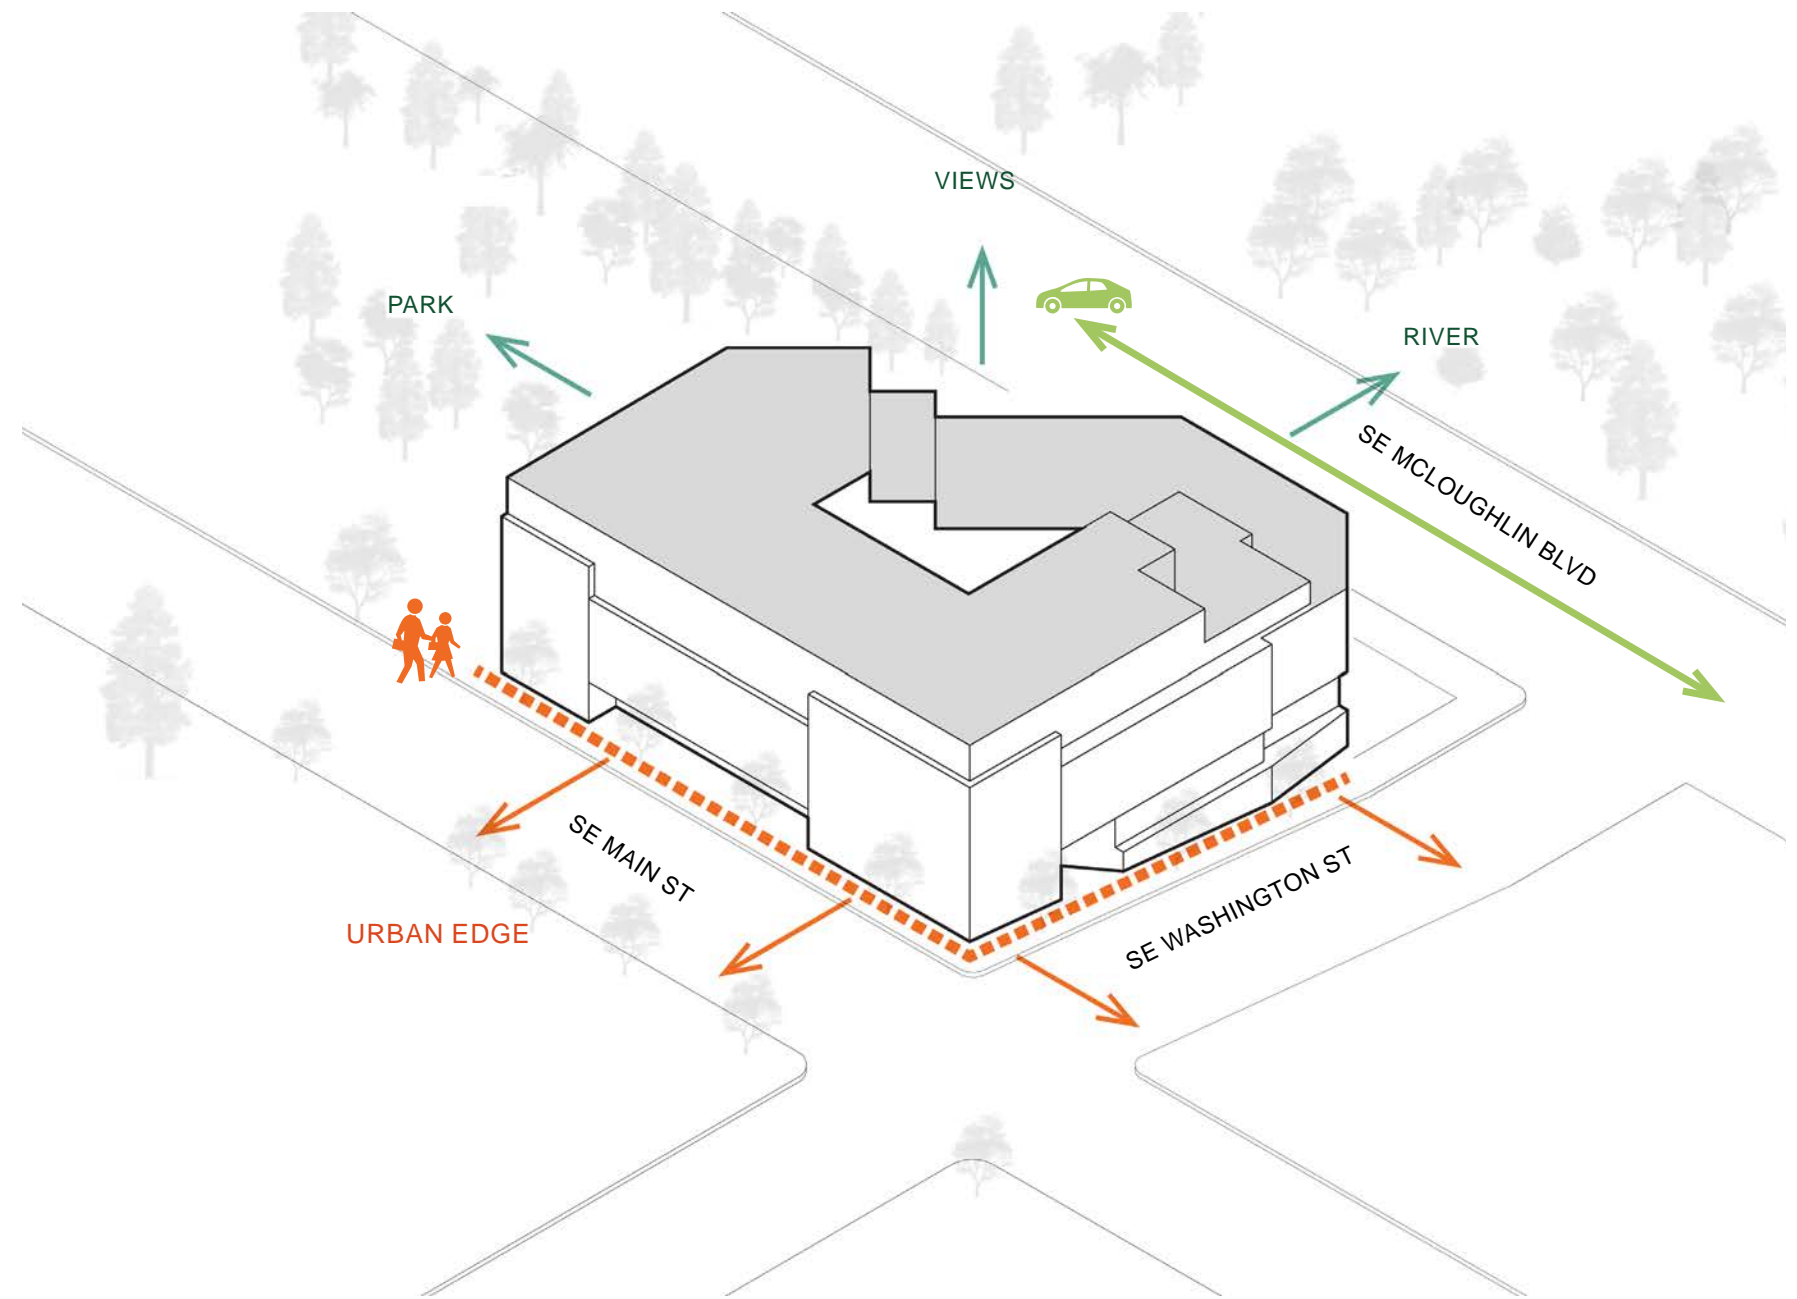 VIEWS
PARK
RIVER
SE MCLOUGHLIN BLVD
SE MAIN ST
SE WASHINGTON ST
URBAN EDGE